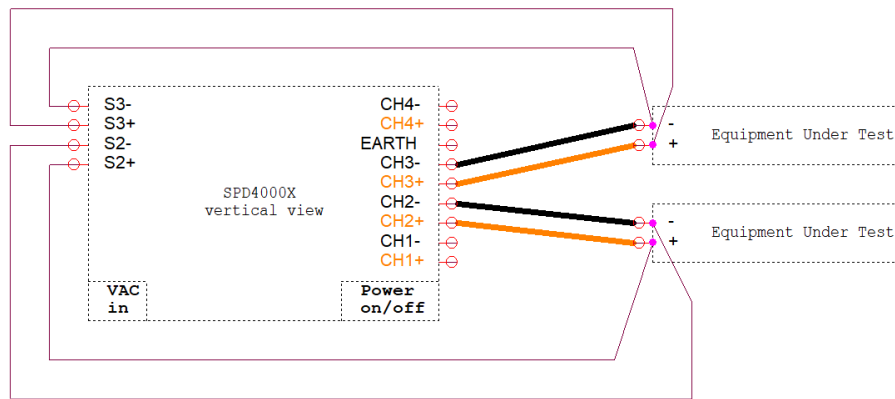 S3-
S3+
S2-
S2+
SPD4000X
vertical view
CH4-
CH4+
EARTH
CH3-
CH3+
CH2-
CH2+
CH1-
CH1+
VAC
in
Power
on/off
-
+
Equipment Under Test
-
+
Equipment Under Test